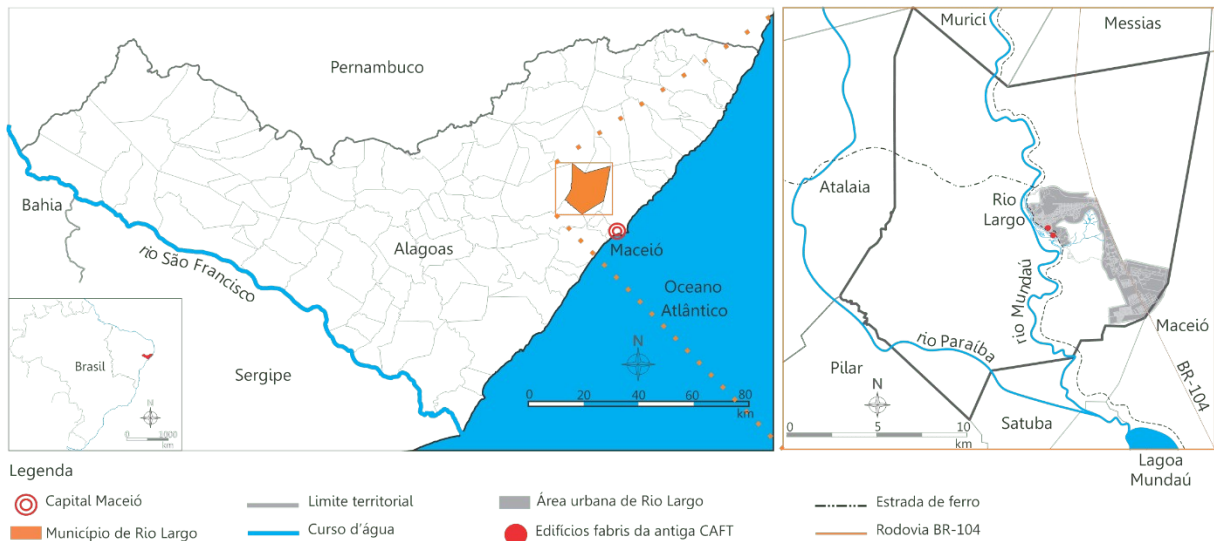 Pernambuco
Bahia
Alagoas
rio São Francisco
Maceió
Oceano
Atlântico
Sergipe
Brasil
N
0 1000
km
N
0 20 40 60 80
km
Murici
Messias
Atalaia
Rio
Largo
rio Mundaú
rio Paraíba
Maceió
Pilar
BR-104
N
Satuba
0 5 10
km
Lagoa
Mundaú
Legenda
Capital Maceió
Limite territorial
Área urbana de Rio Largo
Estrada de ferro
Município de Rio Largo
Curso d'água
Edifícios fabris da antiga CAFT
Rodovia BR-104